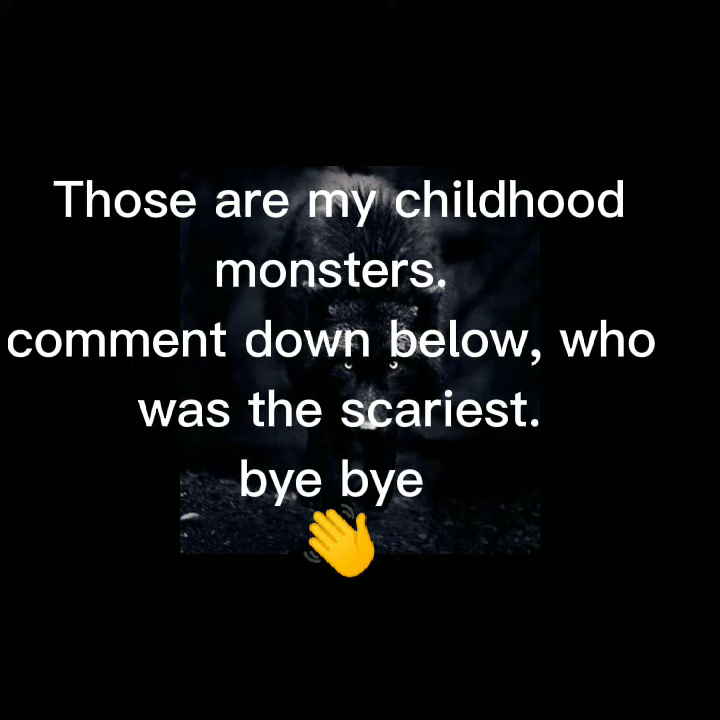 Those are my childhood
monsters.
comment down below, who
was the scariest.
bye bye
👋